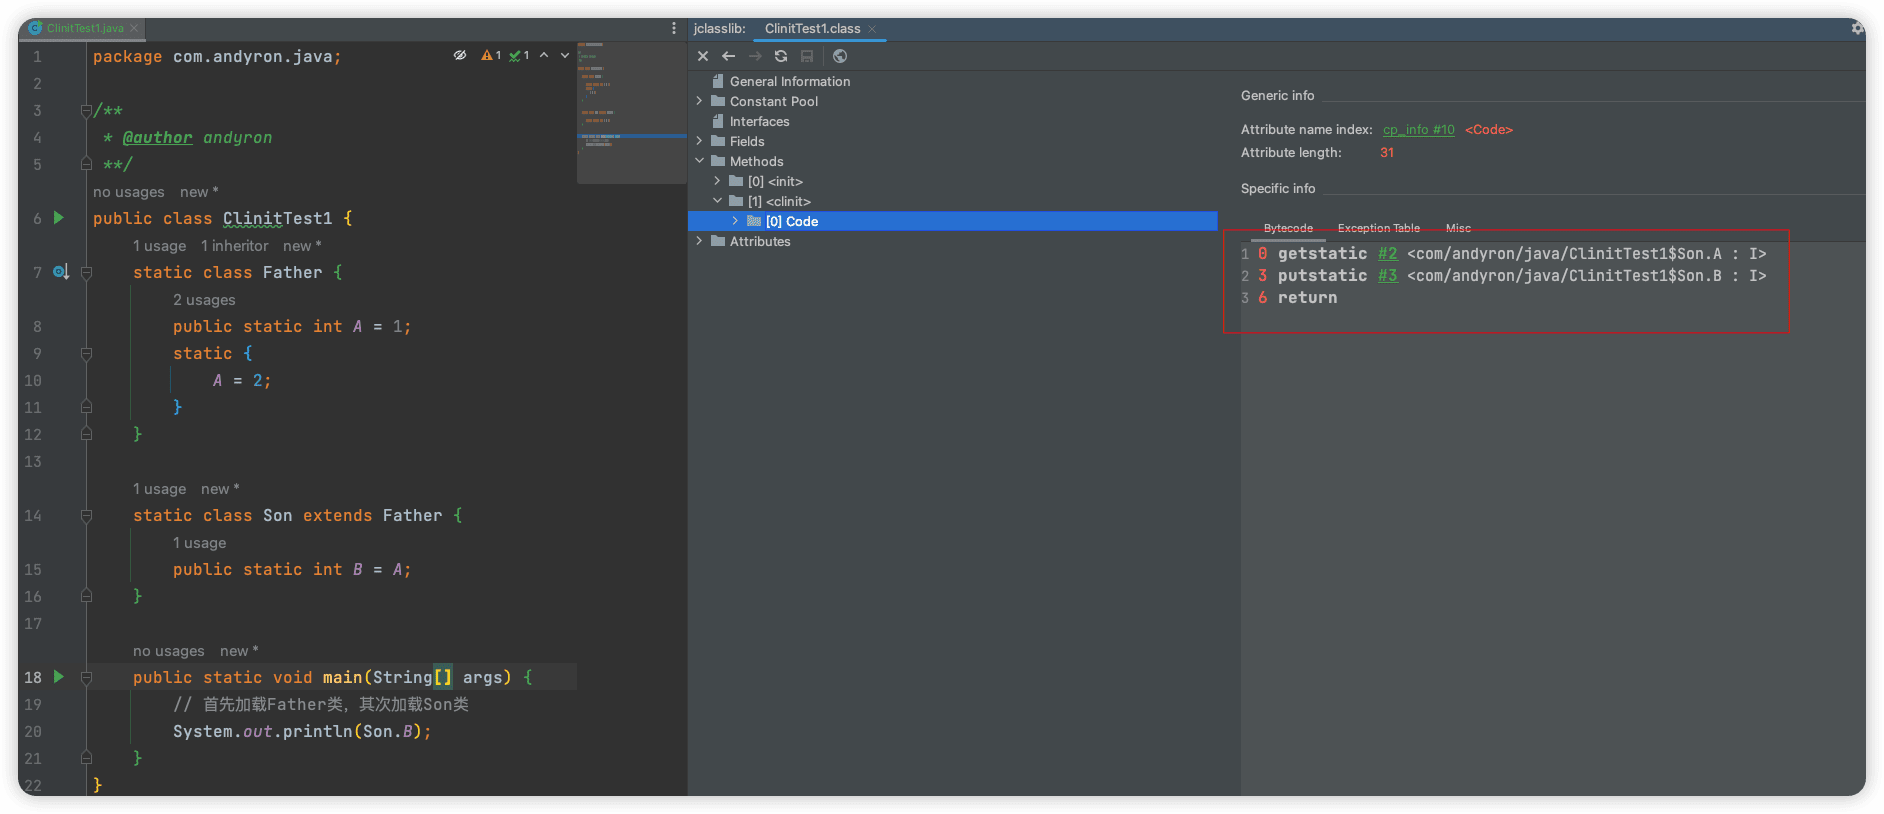 ClinitTest1.java
1 package com.andyron.java;
1 1
2
3 /**
4 * @author andyron
5 **/
no usages new *
6 public class ClinitTest1 {
1 usage 1 inheritor new *
7 static class Father {
2 usages
8 public static int A = 1;
9 static {
10 A = 2;
11 }
12 }
13
1 usage new *
14 static class Son extends Father {
1 usage
15 public static int B = A;
16 }
17
no usages new *
18 public static void main(String[] args) {
19 // 首先加载Father类，其次加载Son类
20 System.out.println(Son.B);
21 }
22 }
jclasslib: ClinitTest1.class
General Information
Constant Pool
Interfaces
Fields
Methods
[0] <init>
[1] <clinit>
[0] Code
Attributes
Generic info
Attribute name index: cp_info #10 <Code>
Attribute length: 31
Specific info
Bytecode Exception Table Misc
1 0 getstatic #2 <com/andyron/java/ClinitTest1$Son.A : I>
2 3 putstatic #3 <com/andyron/java/ClinitTest1$Son.B : I>
3 6 return